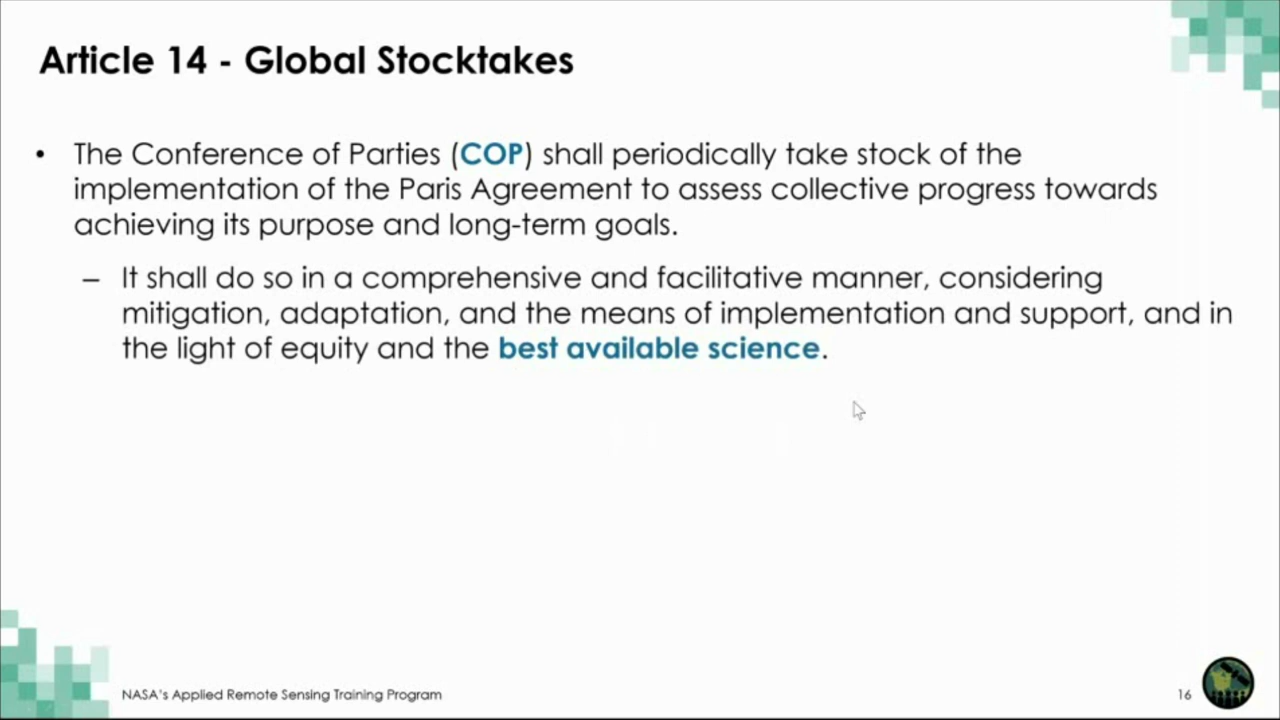 Article 14 - Global Stocktakes
• The Conference of Parties (COP) shall periodically take stock of the
implementation of the Paris Agreement to assess collective progress towards
achieving its purpose and long-term goals.
– It shall do so in a comprehensive and facilitative manner, considering
mitigation, adaptation, and the means of implementation and support, and in
the light of equity and the best available science.
NASA's Applied Remote Sensing Training Program
16